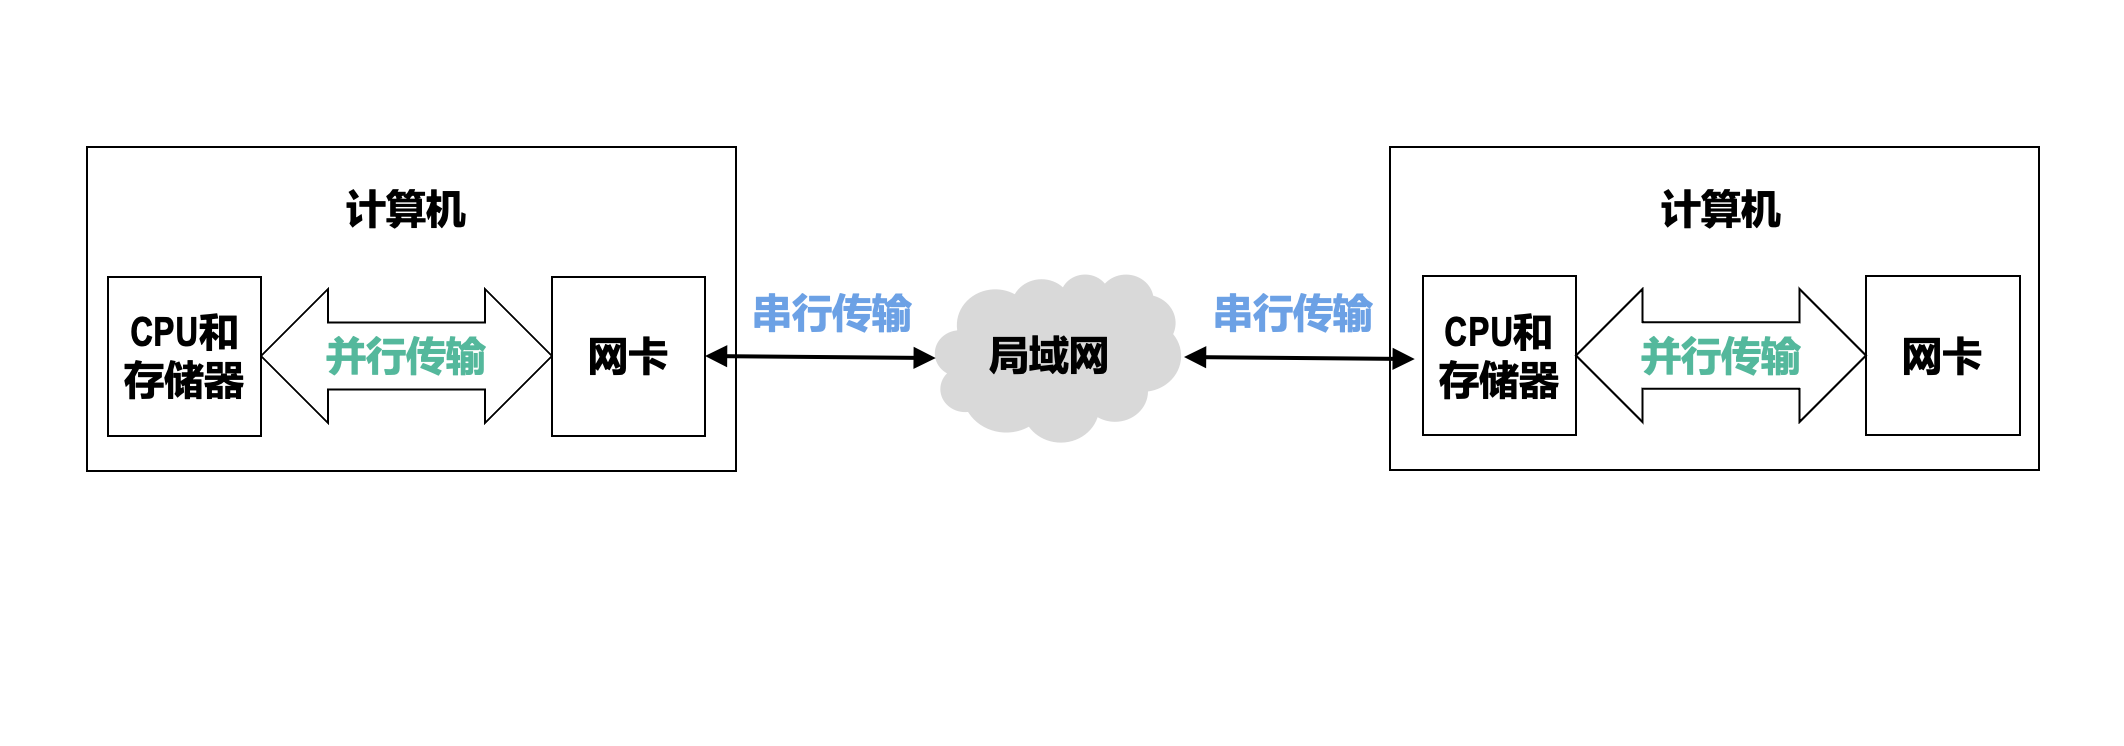 计算机
CPU和
存储器
并行传输
网卡
串行传输
局域网
串行传输
计算机
CPU和
存储器
并行传输
网卡